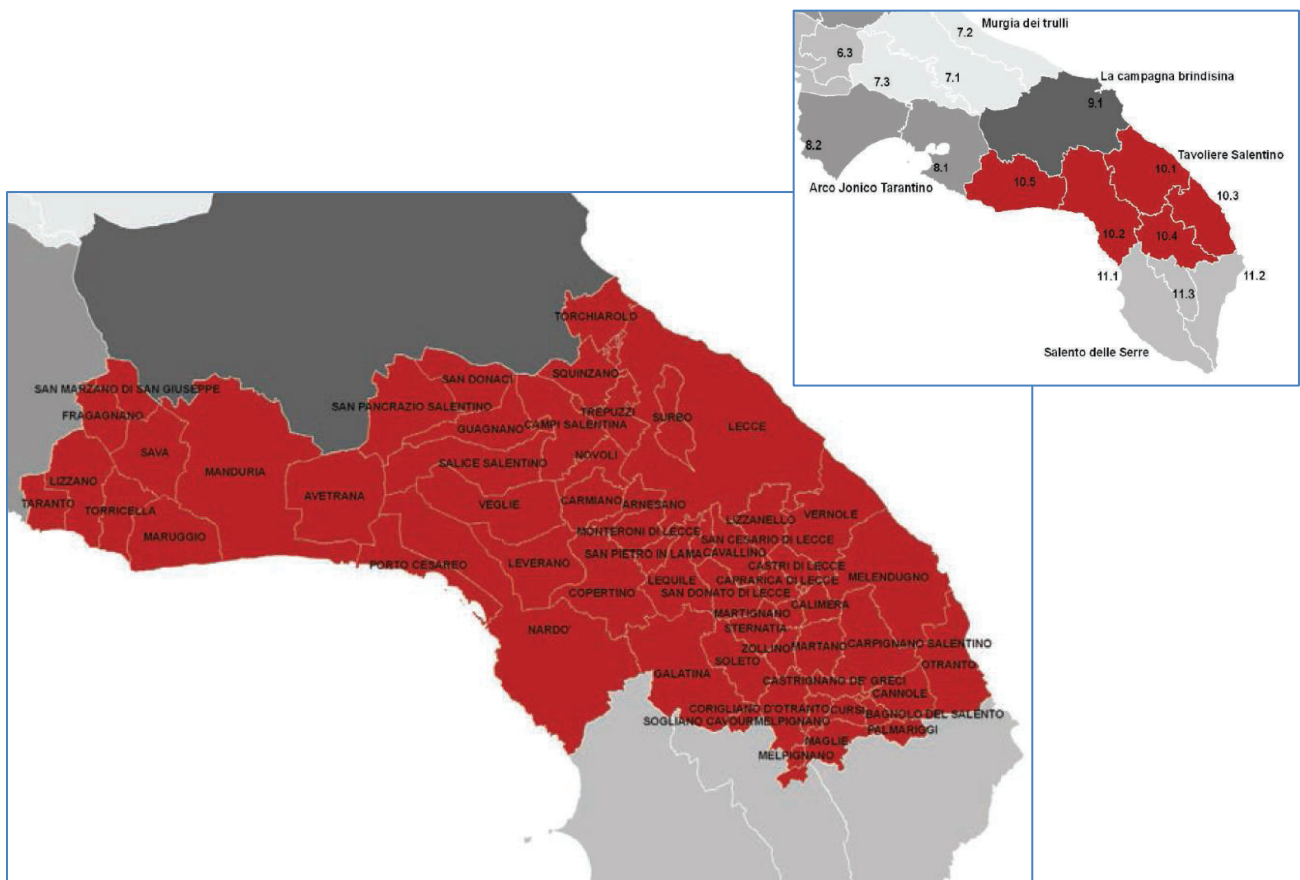 Murgia dei trulli
7.2
6.3
7.3
7.1
La campagna brindisina
9.1
8.2
8.1
Tavoliere Salentino
10.1
10.5
Arco Jonico Tarantino
10.3
10.2
10.4
11.1
11.2
11.3
Salento delle Serre
TORCHIAROLO
SAN MARZANO DI SAN GIUSEPPE
SAN DONACI
SQUINZANO
FRAGAGNANO
SAN PANCRAZIO SALENTINO
TREPUZZI
SURBO
GUAGNANO
CAMPI SALENTINA
LECCE
SAVA
MANDURIA
SALICE SALENTINO
NOVOLI
LIZZANO
AVETRANA
VEGLIE
CARMIANO
ARNESANO
TARANTO
TORRICELLA
LIZZANELLO
VERNOLE
MARUGGIO
MONTERONI DI LECCE
SAN CESARIO DI LECCE
SAN PIETRO IN LAMA
CAVALLINO
PORTO CESAREO
LEVERANO
CASTRI DI LECCE
LEQUILE
CAPRARICA DI LECCE
MELENDUGNO
COPERTINO
SAN DONATO DI LECCE
CALIMERA
MARTIGNANO
NARDO'
STERNATIA
ZOLLINO
MARTANO
CARPIGNANO SALENTINO
SOLETO
OTRANTO
GALATINA
CASTRIGNANO DE' GRECI
CANNOLE
CORIGLIANO D'OTRANTO
CURSI
BAGNOLO DEL SALENTO
SOGLIANO CAVOUR
MELPIGNANO
PALMARIGGI
MAGLIE
MELPIGNANO